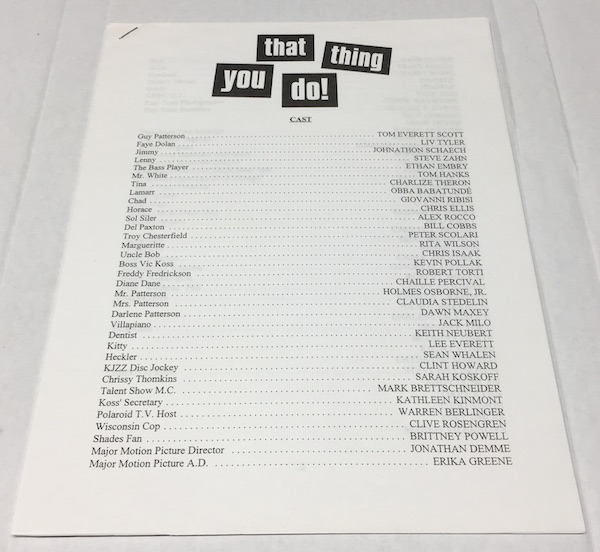 that thing
you do!
CAST
Guy Patterson TOM EVERETT SCOTT
Faye Dolan LIV TYLER
Jimmy JOHNATHON SCHAECH
Lenny STEVE ZAHN
The Bass Player ETHAN EMBRY
Mr. White TOM HANKS
Tina CHARLIZE THERON
Lamarr OBBA BABATUNDÉ
Chad GIOVANNI RIBISI
Horace CHRIS ELLIS
Sol Siler ALEX ROCCO
Del Paxton BILL COBBS
Troy Chesterfield PETER SCOLARI
Margueritte RITA WILSON
Uncle Bob CHRIS ISAAK
Boss Vic Koss KEVIN POLLAK
Freddy Fredrickson ROBERT TORTI
Diane Dane CHAILLE PERCIVAL
Mr. Patterson HOLMES OSBORNE, JR.
Mrs. Patterson CLAUDIA STEDELIN
Darlene Patterson DAWN MAXEY
Villapiano JACK MILO
Dentist KEITH NEUBERT
Kitty LEE EVERETT
Heckler SEAN WHALEN
KJZZ Disc Jockey CLINT HOWARD
Chrissy Thomkins SARAH KOSKOFF
Talent Show M.C. MARK BRETTSCHNEIDER
Koss' Secretary KATHLEEN KINMONT
Polaroid T.V. Host WARREN BERLINGER
Wisconsin Cop CLIVE ROSENGREN
Shades Fan BRITTNEY POWELL
Major Motion Picture Director JONATHAN DEMME
Major Motion Picture A.D. ERIKA GREENE